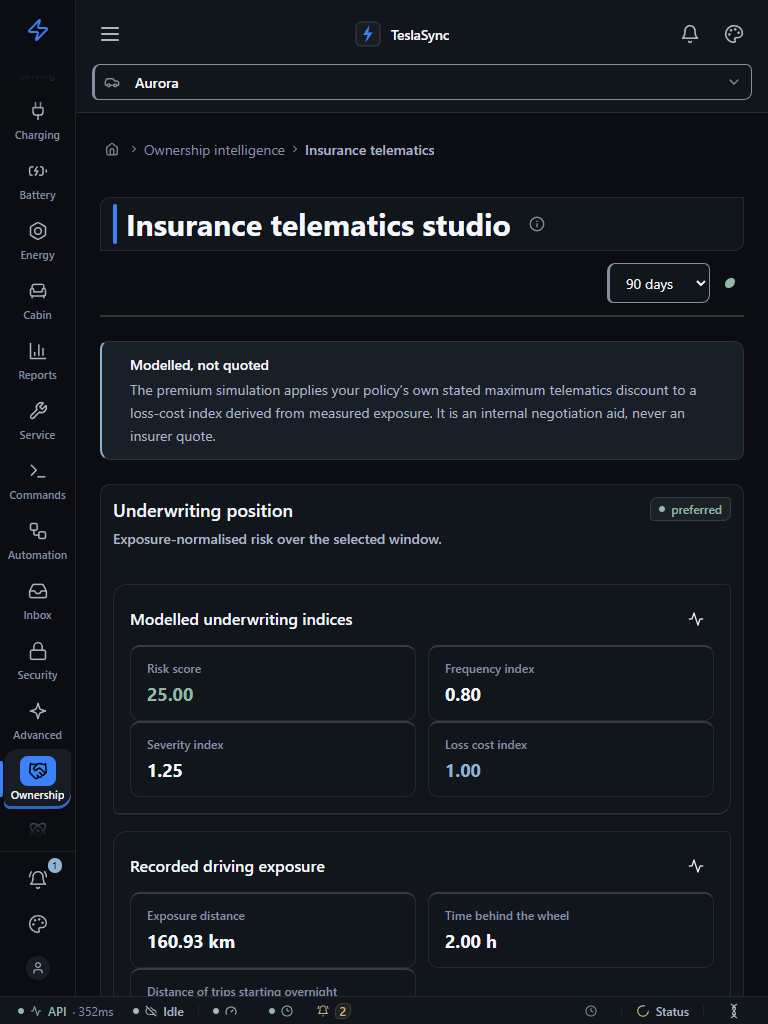 TeslaSync
Aurora
Driving
Charging
Battery
Energy
Cabin
Reports
Service
Commands
Automation
Inbox
Security
Advanced
Ownership
1
Ownership intelligence > Insurance telematics
Insurance telematics studio
90 days
Modelled, not quoted
The premium simulation applies your policy's own stated maximum telematics discount to a
loss-cost index derived from measured exposure. It is an internal negotiation aid, never an
insurer quote.
Underwriting position
preferred
Exposure-normalised risk over the selected window.
Modelled underwriting indices
Risk score
25.00
Frequency index
0.80
Severity index
1.25
Loss cost index
1.00
Recorded driving exposure
Exposure distance
160.93 km
Time behind the wheel
2.00 h
Distance of trips starting overnight
API · 352ms
Idle
2
Status